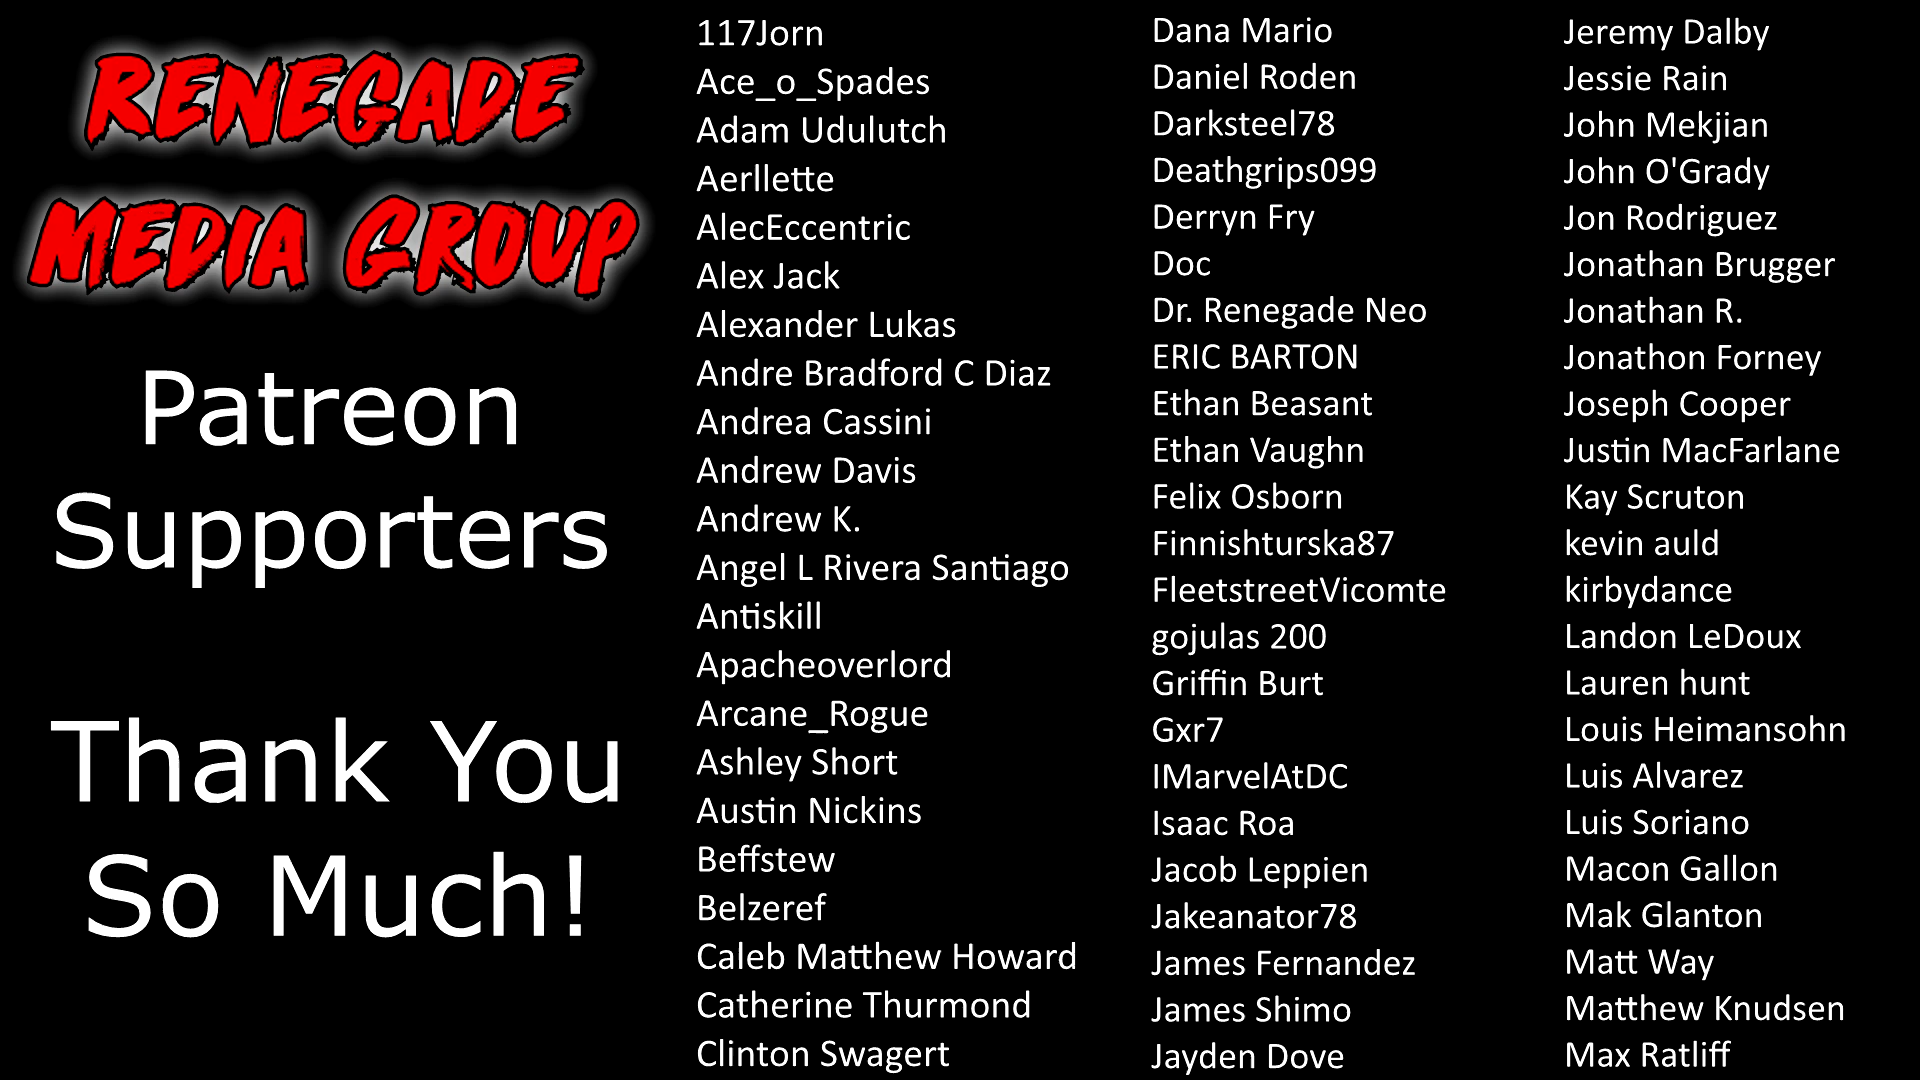 RENEGADE
MEDIA GROUP
Patreon
Supporters
Thank You
So Much!
117Jorn
Ace_o_Spades
Adam Udulutch
Aerllette
AlecEccentric
Alex Jack
Alexander Lukas
Andre Bradford C Diaz
Andrea Cassini
Andrew Davis
Andrew K.
Angel L Rivera Santiago
Antiskill
Apacheoverlord
Arcane_Rogue
Ashley Short
Austin Nickins
Beffstew
Belzeref
Caleb Matthew Howard
Catherine Thurmond
Clinton Swagert
Dana Mario
Daniel Roden
Darksteel78
Deathgrips099
Derryn Fry
Doc
Dr. Renegade Neo
ERIC BARTON
Ethan Beasant
Ethan Vaughn
Felix Osborn
Finnishturska87
FleetstreetVicomte
gojulas 200
Griffin Burt
Gxr7
IMarvelAtDC
Isaac Roa
Jacob Leppien
Jakeanator78
James Fernandez
James Shimo
Jayden Dove
Jeremy Dalby
Jessie Rain
John Mekjian
John O'Grady
Jon Rodriguez
Jonathan Brugger
Jonathan R.
Jonathon Forney
Joseph Cooper
Justin MacFarlane
Kay Scruton
kevin auld
kirbydance
Landon LeDoux
Lauren hunt
Louis Heimansohn
Luis Alvarez
Luis Soriano
Macon Gallon
Mak Glanton
Matt Way
Matthew Knudsen
Max Ratliff